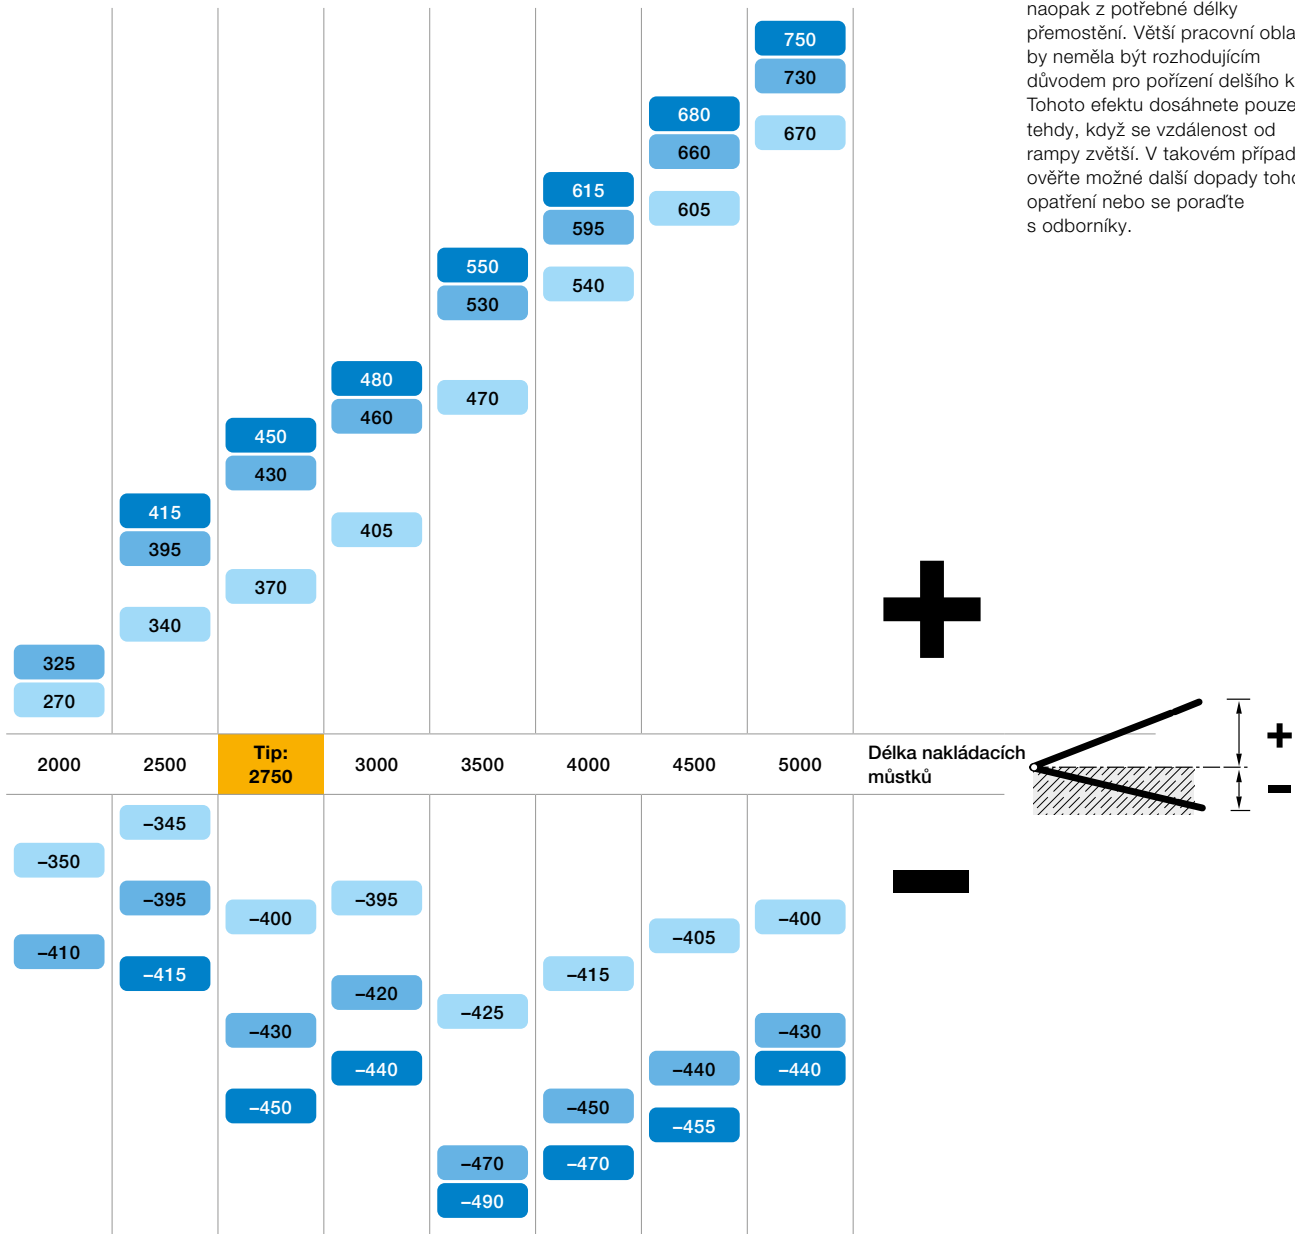 naopak z potřebné délky
přemostění. Větší pracovní
by neměla být rozhodujícím
důvodem pro pořízení delšího
Tohoto efektu dosáhnete pouze
tehdy, když se vzdálenost od
rampy zvětší. V takovém
ověřte možné další dopady
opatření nebo se poraďte
s odborníky.
750
730
680
670
660
615
605
595
550
540
530
480
470
460
450
430
415
405
395
370
340
325
270
2000 2500 Tip: 2750 3000 3500 4000 4500 5000
Délka nakládacích
můstků
+
–
–345
–350
–395 –395
–400 –400
–405
–410
–415 –415
–420
–425
–430 –430
–440 –440 –440
–450 –450
–455
–470 –470
–490